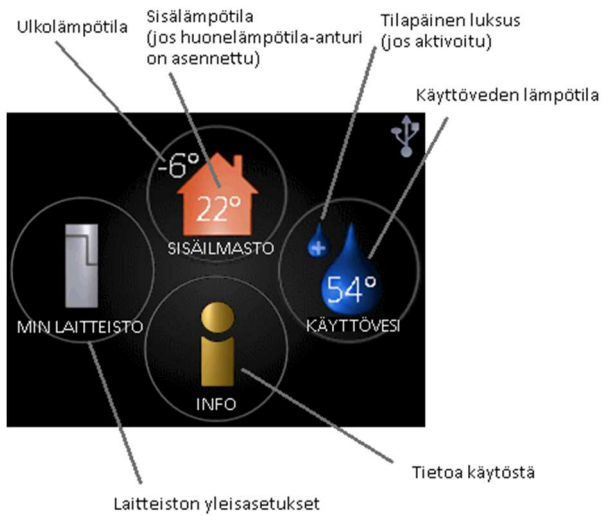 Ulkolämpötila
Sisälämpötila
(jos huonelämpötila-anturi
on asennettu)
Tilapäinen luksus
(jos aktivoitu)
Käyttöveden lämpötila
-6°
22°
SISÄILMASTO
54°
MIN LAITTEISTO
KÄYTTÖVESI
INFO
Tietoa käytöstä
Laitteiston yleisasetukset